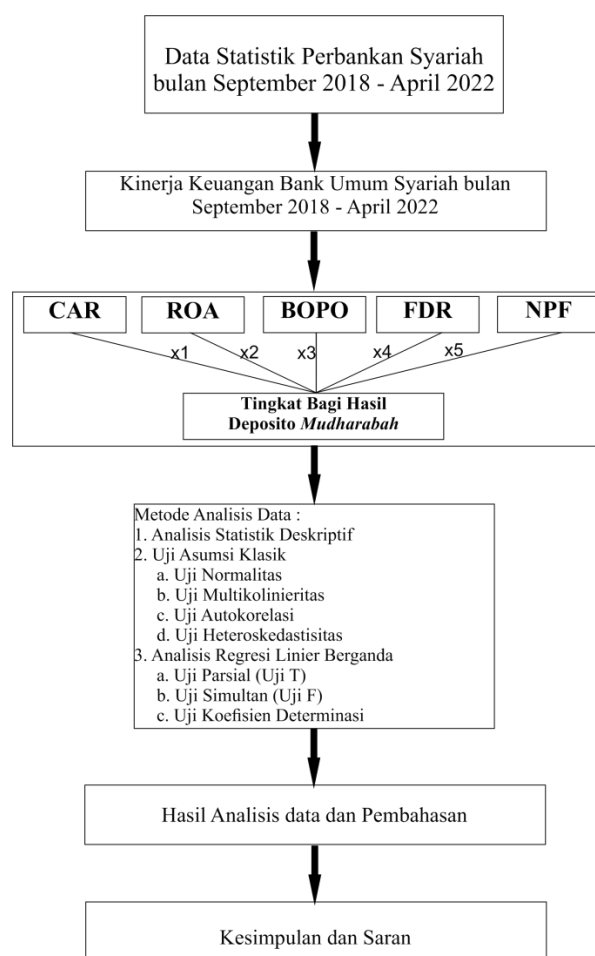 Data Statistik Perbankan Syariah
bulan September 2018 - April 2022
Kinerja Keuangan Bank Umum Syariah bulan
September 2018 - April 2022
CAR ROA BOPO FDR NPF
x1 x2 x3 x4 x5
Tingkat Bagi Hasil
Deposito Mudharabah
Metode Analisis Data :
1. Analisis Statistik Deskriptif
2. Uji Asumsi Klasik
a. Uji Normalitas
b. Uji Multikolinieritas
c. Uji Autokorelasi
d. Uji Heteroskedastisitas
3. Analisis Regresi Linier Berganda
a. Uji Parsial (Uji T)
b. Uji Simultan (Uji F)
c. Uji Koefisien Determinasi
Hasil Analisis data dan Pembahasan
Kesimpulan dan Saran